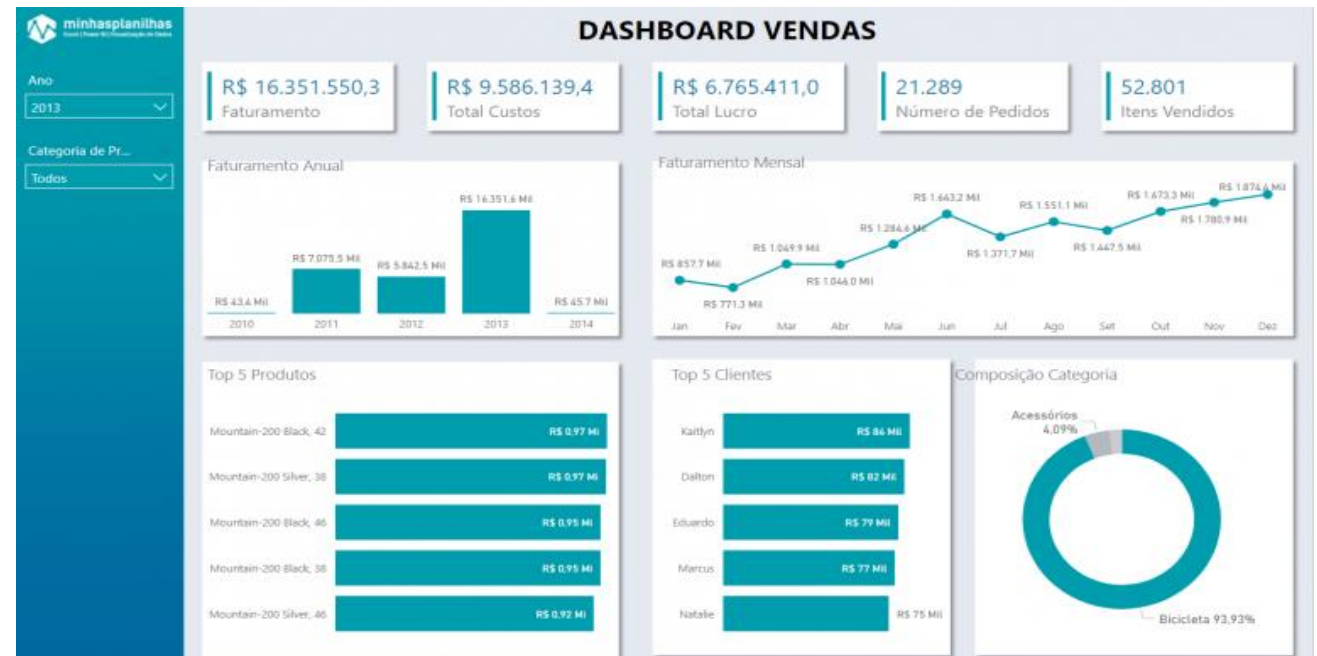 minhasplanilhas
DASHBOARD VENDAS
Ano
2013
Categoria de Pr...
Todos
R$ 16.351.550,3
Faturamento
R$ 9.586.139,4
Total Custos
R$ 6.765.411,0
Total Lucro
21.289
Número de Pedidos
52.801
Itens Vendidos
Faturamento Anual
R$ 16.351.6 Mil
R$ 7.075.5 Mil
R$ 5.842,5 Mil
R$ 43.4 Mil
R$ 45.7 Mil
2010 2011 2012 2013 2014
Faturamento Mensal
R$ 857,7 Mil
R$ 771.3 Mil
R$ 1.049.9 Mil
R$ 1.046.0 Mil
R$ 1.284.6 Mil
R$ 1.643.2 Mil
R$ 1.371,7 Mil
R$ 1.551.1 Mil
R$ 1.447.5 Mil
R$ 1.673.3 Mil
R$ 1.780.9 Mil
R$ 1.874.6 Mil
Jan Fev Mar Abr Mai Jun Jul Ago Set Out Nov Dez
Top 5 Produtos
Mountain-200 Black, 42 R$ 0,97 Mi
Mountain-200 Silver, 38 R$ 0,97 Mi
Mountain-200 Black, 46 R$ 0,95 Mi
Mountain-200 Black, 38 R$ 0,95 Mi
Mountain-200 Silver, 46 R$ 0,92 Mi
Top 5 Clientes
Kaitlyn R$ 84 Mil
Dalton R$ 82 Mil
Eduardo R$ 79 Mil
Marcus R$ 77 Mil
Natalie R$ 75 Mil
Composição Categoria
Acessórios
4,09%
Bicicleta 93,93%